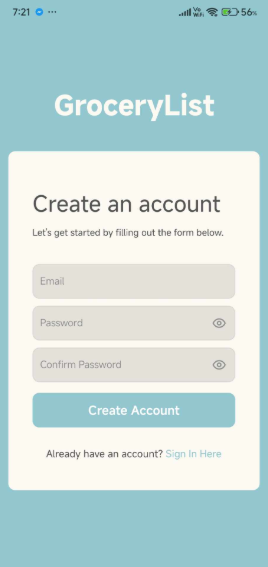 7:21 ...
Vo WiFi 56%
GroceryList
Create an account
Let's get started by filling out the form below.
Email
Password
Confirm Password
Create Account
Already have an account? Sign In Here